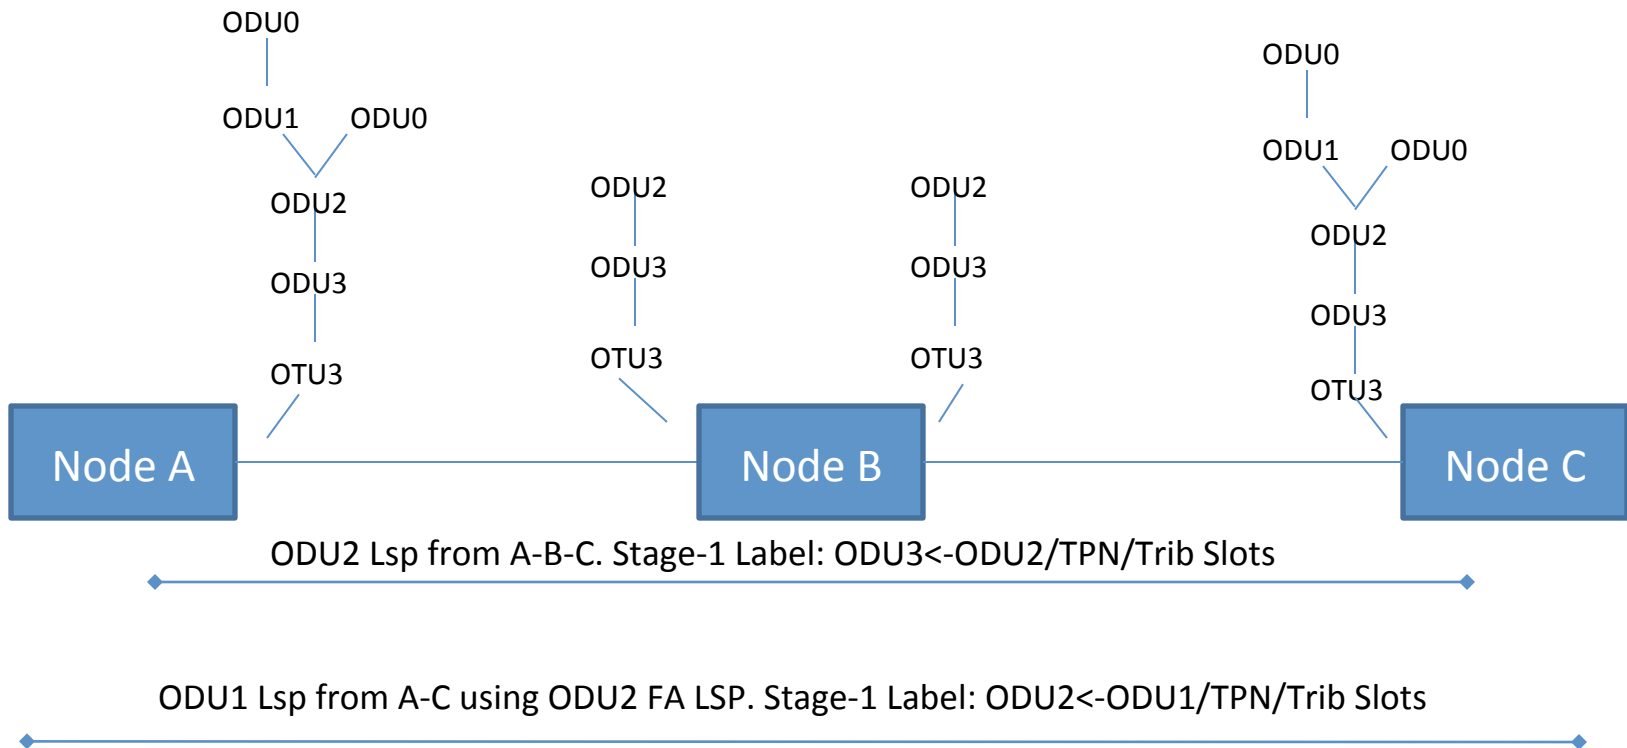 ODU0
ODU0
ODU1 ODU0
ODU1 ODU0
ODU2 ODU2 ODU2
ODU2
ODU3 ODU3 ODU3
ODU3
OTU3 OTU3 OTU3
OTU3
Node A Node B Node C
ODU2 Lsp from A-B-C. Stage-1 Label: ODU3<-ODU2/TPN/Trib Slots
ODU1 Lsp from A-C using ODU2 FA LSP. Stage-1 Label: ODU2<-ODU1/TPN/Trib Slots